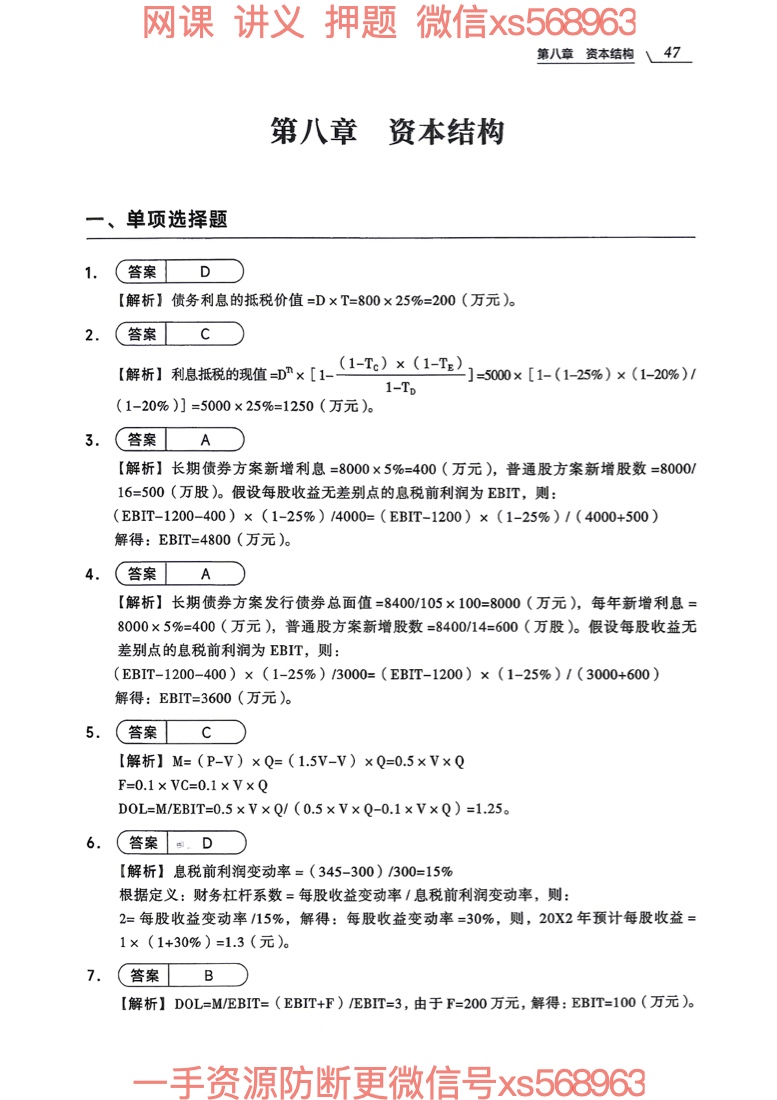 网课 讲义 押题 微信xs568963
第八章 资本结构 47
第八章 资本结构
一、单项选择题
1. 答案 D
【解析】债务利息的抵税价值 =D×T=800×25%=200（万元）。
2. 答案 C
【解析】利息抵税的现值 =Dⁿ×［1-（1-T_C）×（1-T_E）/1-T_D］=5000×［1-（1-25%）×（1-20%）/
（1-20%）］=5000×25%=1250（万元）。
3. 答案 A
【解析】长期债券方案新增利息 =8000×5%=400（万元），普通股方案新增股数 =8000/
16=500（万股）。假设每股收益无差别点的息税前利润为 EBIT，则：
（EBIT-1200-400）×（1-25%）/4000=（EBIT-1200）×（1-25%）/（4000+500）
解得：EBIT=4800（万元）。
4. 答案 A
【解析】长期债券方案发行债券总面值 =8400/105×100=8000（万元），每年新增利息 =
8000×5%=400（万元），普通股方案新增股数 =8400/14=600（万股）。假设每股收益无
差别点的息税前利润为 EBIT，则：
（EBIT-1200-400）×（1-25%）/3000=（EBIT-1200）×（1-25%）/（3000+600）
解得：EBIT=3600（万元）。
5. 答案 C
【解析】M=（P-V）×Q=（1.5V-V）×Q=0.5×V×Q
F=0.1×VC=0.1×V×Q
DOL=M/EBIT=0.5×V×Q/（0.5×V×Q-0.1×V×Q）=1.25。
6. 答案 D
【解析】息税前利润变动率 =（345-300）/300=15%
根据定义：财务杠杆系数 = 每股收益变动率 / 息税前利润变动率，则：
2= 每股收益变动率 /15%，解得：每股收益变动率 =30%，则，20X2 年预计每股收益 =
1×（1+30%）=1.3（元）。
7. 答案 B
【解析】DOL=M/EBIT=（EBIT+F）/EBIT=3，由于 F=200 万元，解得：EBIT=100（万元）。
一手资源防断更微信号xs568963